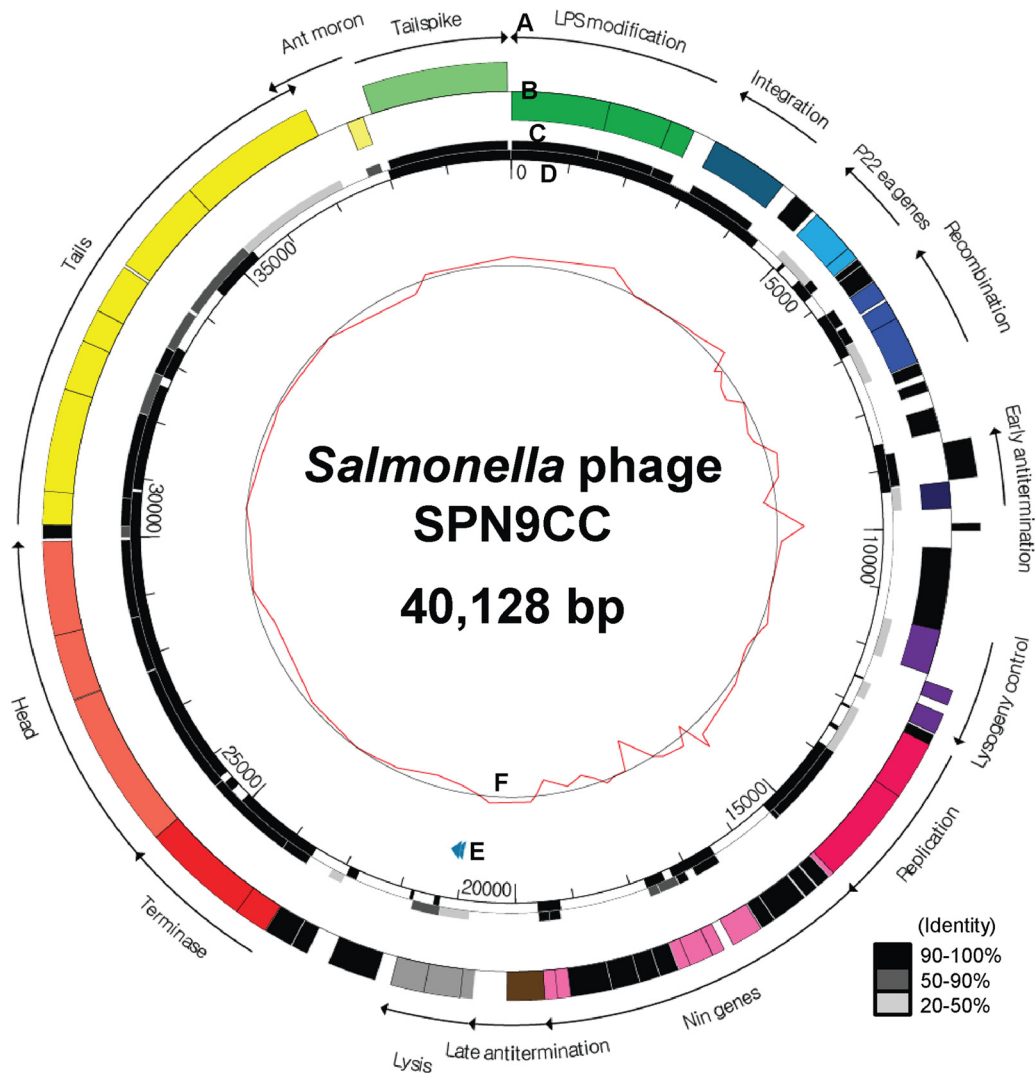 A
LPS modification
Integration
P22 ea genes
Recombination
Early antitermination
Lysogeny control
Replication
Nin genes
Late antitermination
Lysis
Terminase
Head
Tails
Ant moron
Tailspike
B
C
D
0
5000
10000
15000
20000
25000
30000
35000
E
F
Salmonella phage
SPN9CC
40,128 bp
(Identity)
90-100%
50-90%
20-50%